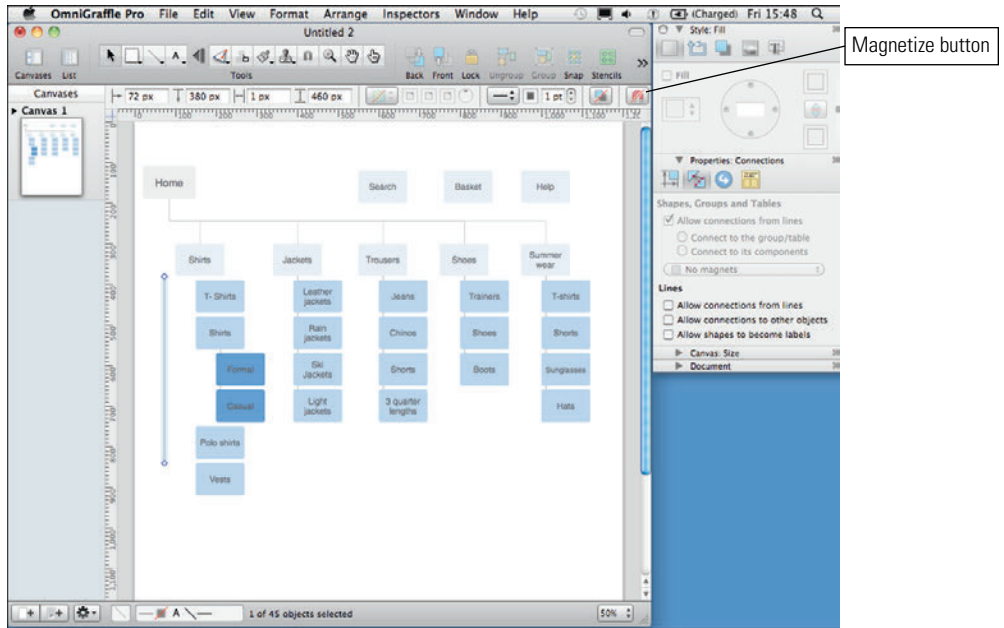 OmniGraffle Pro File Edit View Format Arrange Inspectors Window Help (Charged) Fri 15:48
Untitled 2
Style: Fill
Magnetize button
Canvases List Tools Back Front Lock Ungroup Group Snap Stencils
Fill
Canvases 72 px 380 px 1 px 460 px 1 pt
Canvas 1
Properties: Connections
Home Search Basket Help
Shapes, Groups and Tables
Allow connections from lines
Connect to the group/table
Connect to its components
No magnets
Shirts Jackets Trousers Shoes Summer wear
Lines
Allow connections from lines
Allow connections to other objects
Allow shapes to become labels
Canvas: Size
Document
T- Shirts Leather jackets Jeans Trainers T-shirts
Shirts Rain jackets Chinos Shoes Shorts
Formal Ski Jackets Shorts Boots Sunglasses
Casual Light jackets 3 quarter lengths Hats
Polo shirts
Vests
1 of 45 objects selected 50%